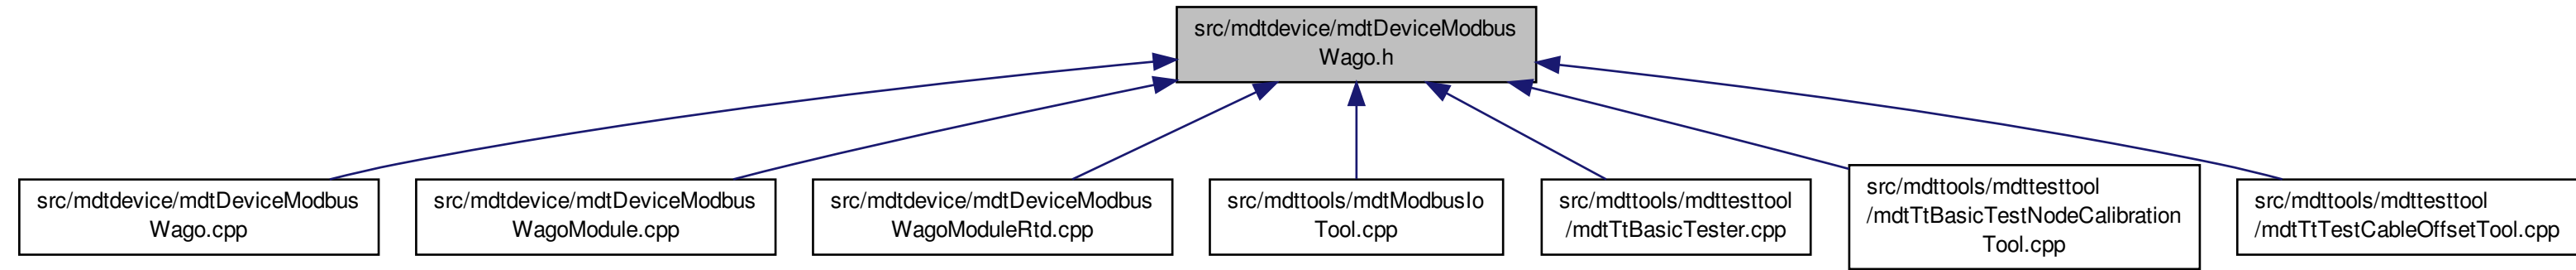 src/mdtdevice/mdtDeviceModbus
Wago.h
src/mdtdevice/mdtDeviceModbus
Wago.cpp
src/mdtdevice/mdtDeviceModbus
WagoModule.cpp
src/mdtdevice/mdtDeviceModbus
WagoModuleRtd.cpp
src/mdttools/mdtModbusIo
Tool.cpp
src/mdttools/mdttesttool
/mdtTtBasicTester.cpp
src/mdttools/mdttesttool
/mdtTtBasicTestNodeCalibration
Tool.cpp
src/mdttools/mdttesttool
/mdtTtTestCableOffsetTool.cpp